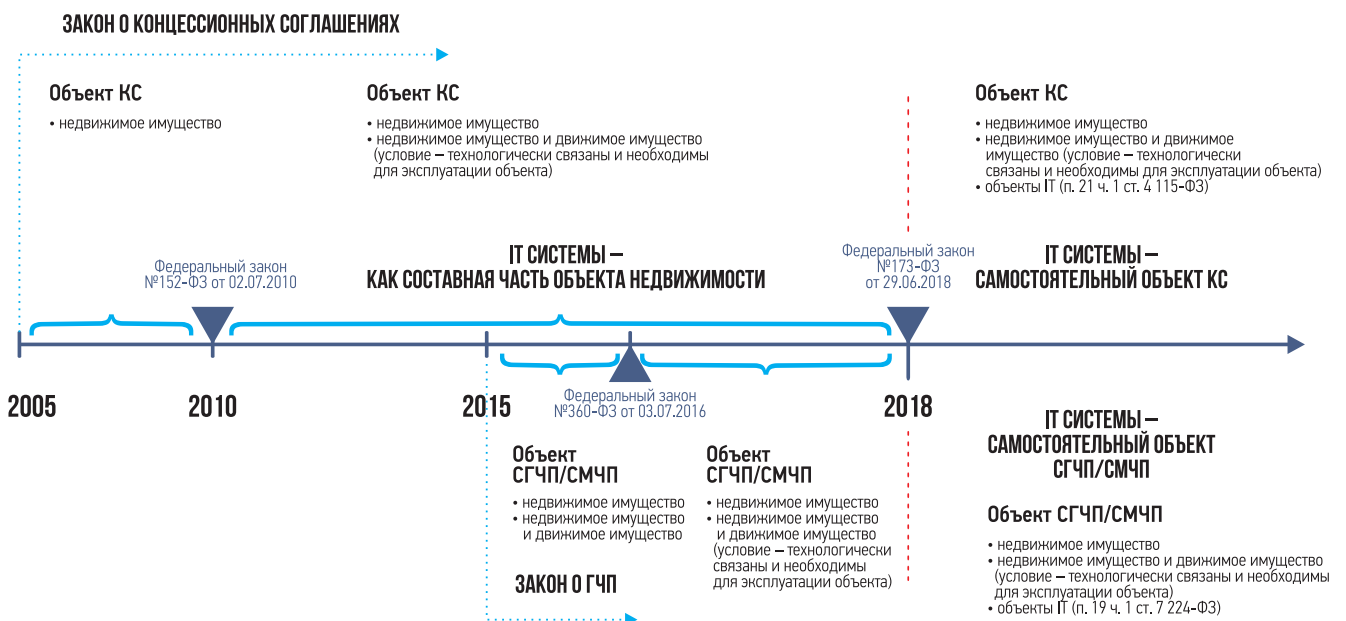 ЗАКОН О КОНЦЕССИОННЫХ СОГЛАШЕНИЯХ
Объект КС
• недвижимое имущество
Объект КС
• недвижимое имущество
• недвижимое имущество и движимое имущество
(условие – технологически связаны и необходимы
для эксплуатации объекта)
Объект КС
• недвижимое имущество
• недвижимое имущество и движимое
имущество (условие – технологически
связаны и необходимы для эксплуатации объекта)
• объекты IT (п. 21 ч. 1 ст. 4 115-ФЗ)
Федеральный закон
№152-ФЗ от 02.07.2010
IT СИСТЕМЫ –
КАК СОСТАВНАЯ ЧАСТЬ ОБЪЕКТА НЕДВИЖИМОСТИ
Федеральный закон
№173-ФЗ
от 29.06.2018
IT СИСТЕМЫ –
САМОСТОЯТЕЛЬНЫЙ ОБЪЕКТ КС
2005
2010
2015
2018
Федеральный закон
№360-ФЗ от 03.07.2016
Объект
СГЧП/СМЧП
• недвижимое имущество
• недвижимое имущество
и движимое имущество
ЗАКОН О ГЧП
Объект
СГЧП/СМЧП
• недвижимое имущество
• недвижимое имущество
и движимое имущество
(условие – технологически
связаны и необходимы
для эксплуатации объекта)
IT СИСТЕМЫ –
САМОСТОЯТЕЛЬНЫЙ ОБЪЕКТ
СГЧП/СМЧП
Объект СГЧП/СМЧП
• недвижимое имущество
• недвижимое имущество и движимое имущество
(условие – технологически связаны и необходимы
для эксплуатации объекта)
• объекты IT (п. 19 ч. 1 ст. 7 224-ФЗ)